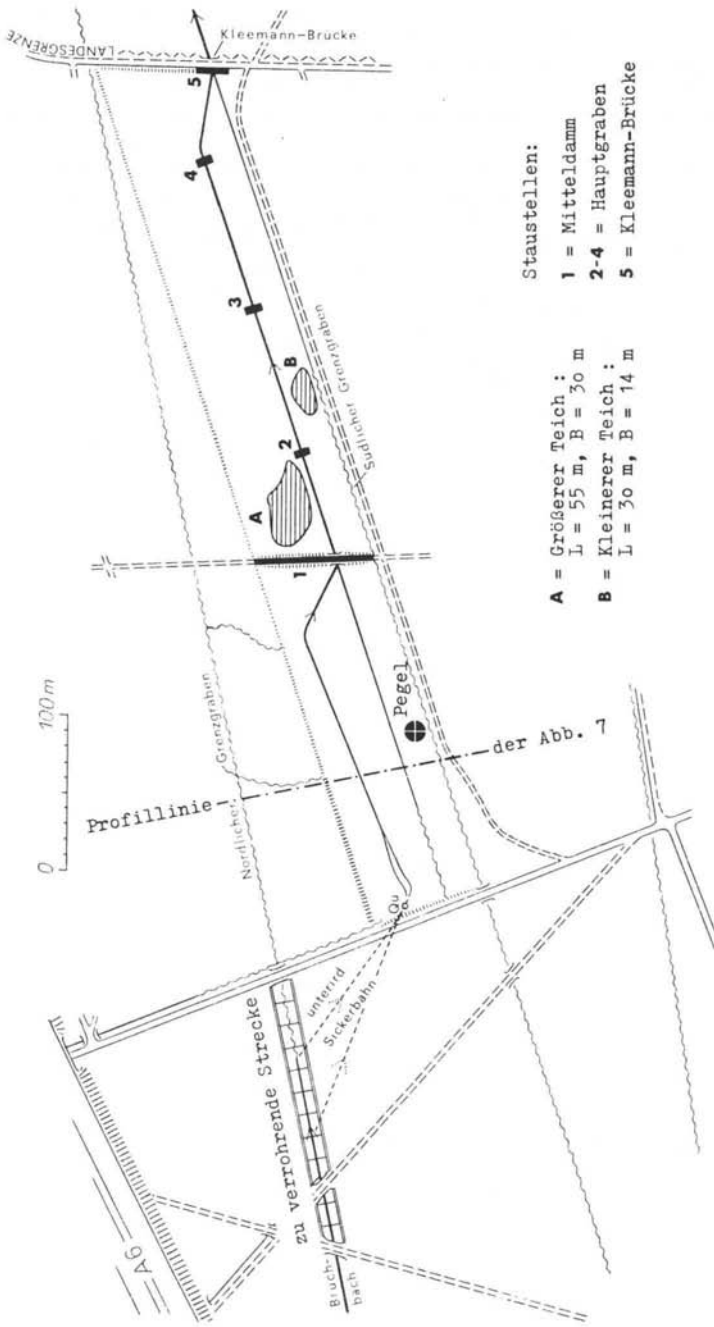 0 100m
A6
LANDESGRENZE
Kleemann-Brücke
5
4
3
B
2
A
1
Nördlicher Grenzgraben
Südlicher Grenzgraben
Profillinie
der Abb. 7
Pegel
Qu
unterird
Sickerbahn
zu verrohrende Strecke
Bruch-
bach
A = Größerer Teich :
L = 55 m, B = 3o m
B = Kleinerer Teich :
L = 3o m, B = 14 m
Staustellen:
1 = Mitteldamm
2-4 = Hauptgraben
5 = Kleemann-Brücke